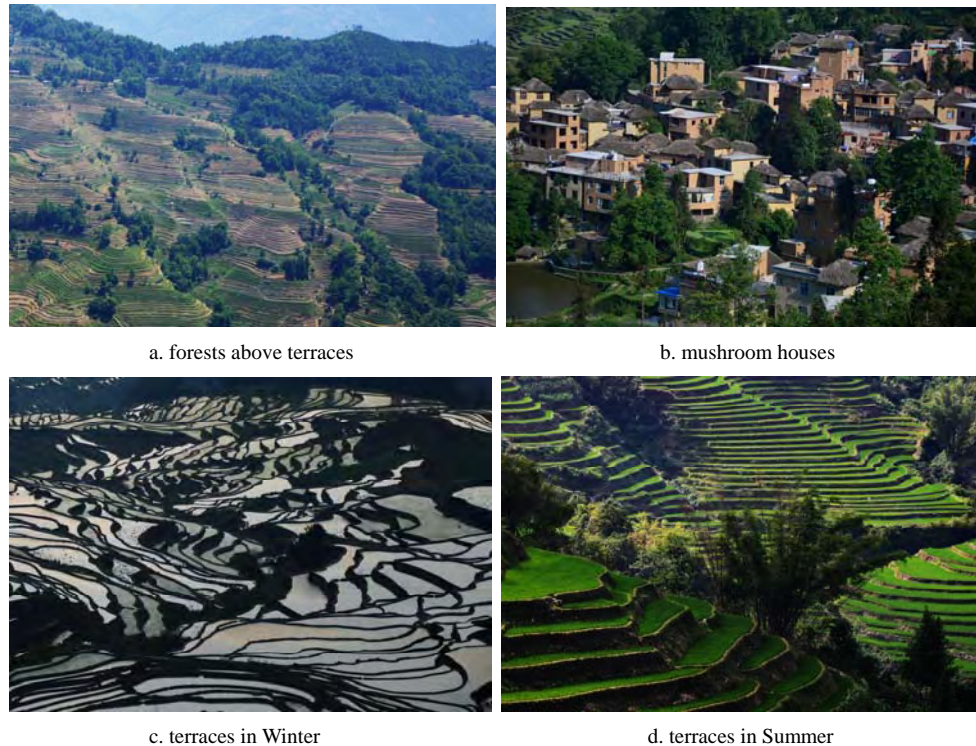 a. forests above terraces
b. mushroom houses
c. terraces in Winter
d. terraces in Summer